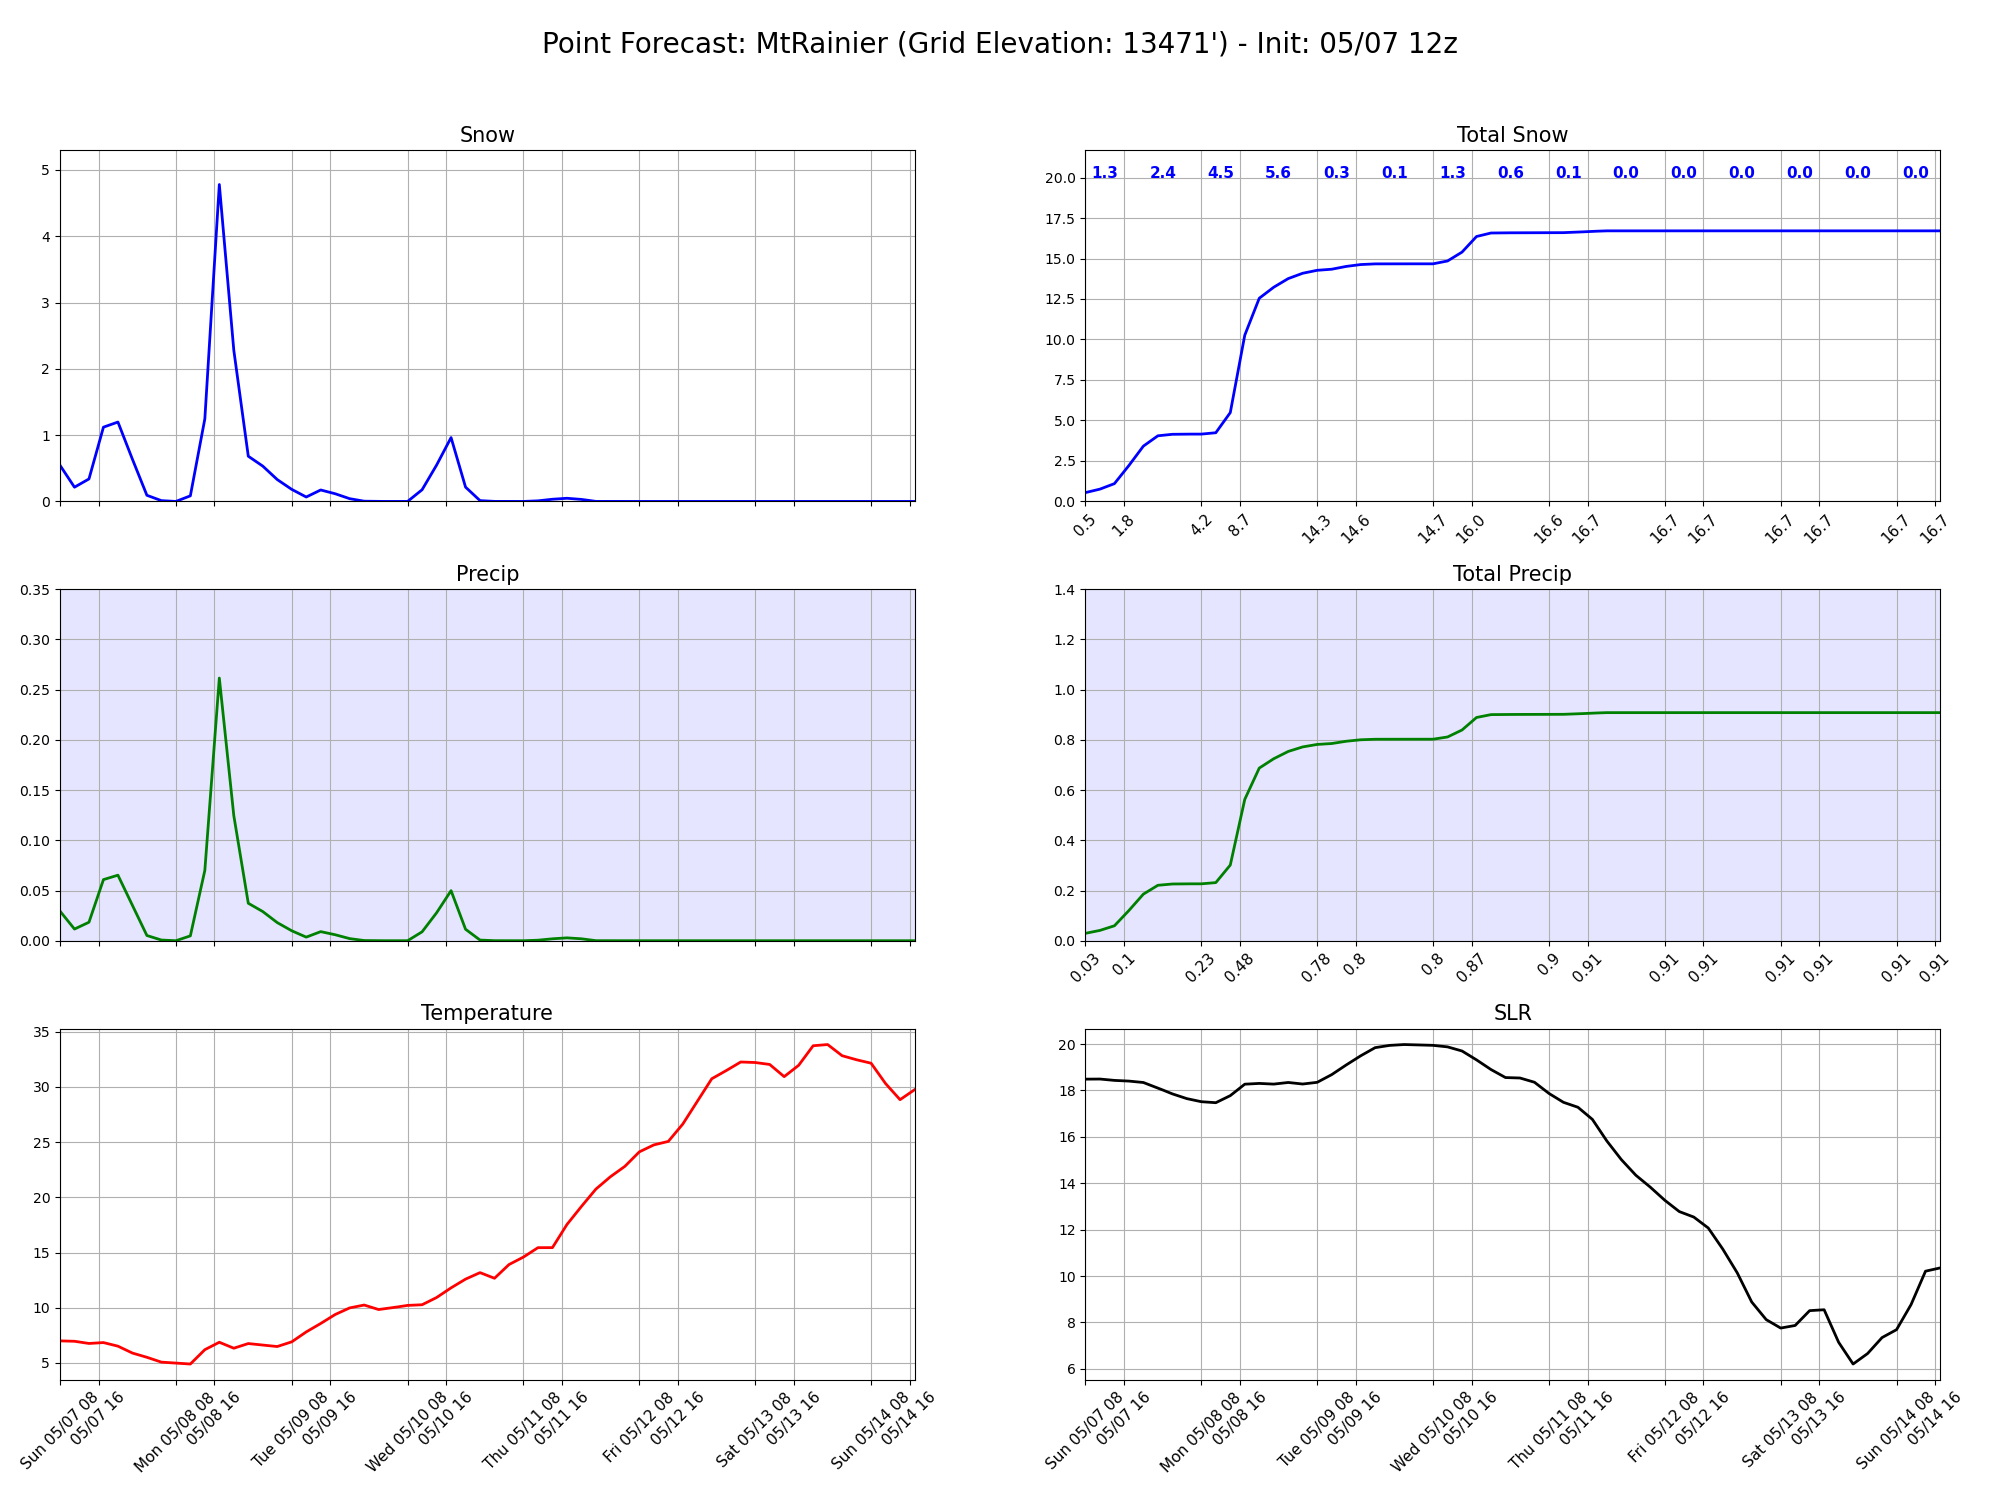 Point Forecast: MtRainier (Grid Elevation: 13471') - Init: 05/07 12z
Snow
5
4
3
2
1
0
Total Snow
1.3 2.4 4.5 5.6 0.3 0.1 1.3 0.6 0.1 0.0 0.0 0.0 0.0 0.0 0.0
20.0
17.5
15.0
12.5
10.0
7.5
5.0
2.5
0.0
0.5 1.8 4.2 8.7 14.3 14.6 14.7 16.0 16.6 16.7 16.7 16.7 16.7 16.7 16.7 16.7
Precip
0.35
0.30
0.25
0.20
0.15
0.10
0.05
0.00
Total Precip
1.4
1.2
1.0
0.8
0.6
0.4
0.2
0.0
0.03 0.1 0.23 0.48 0.78 0.8 0.8 0.87 0.9 0.91 0.91 0.91 0.91 0.91 0.91 0.91
Temperature
35
30
25
20
15
10
5
Sun 05/07 08
05/07 16
Mon 05/08 08
05/08 16
Tue 05/09 08
05/09 16
Wed 05/10 08
05/10 16
Thu 05/11 08
05/11 16
Fri 05/12 08
05/12 16
Sat 05/13 08
05/13 16
Sun 05/14 08
05/14 16
SLR
20
18
16
14
12
10
8
6
Sun 05/07 08
05/07 16
Mon 05/08 08
05/08 16
Tue 05/09 08
05/09 16
Wed 05/10 08
05/10 16
Thu 05/11 08
05/11 16
Fri 05/12 08
05/12 16
Sat 05/13 08
05/13 16
Sun 05/14 08
05/14 16